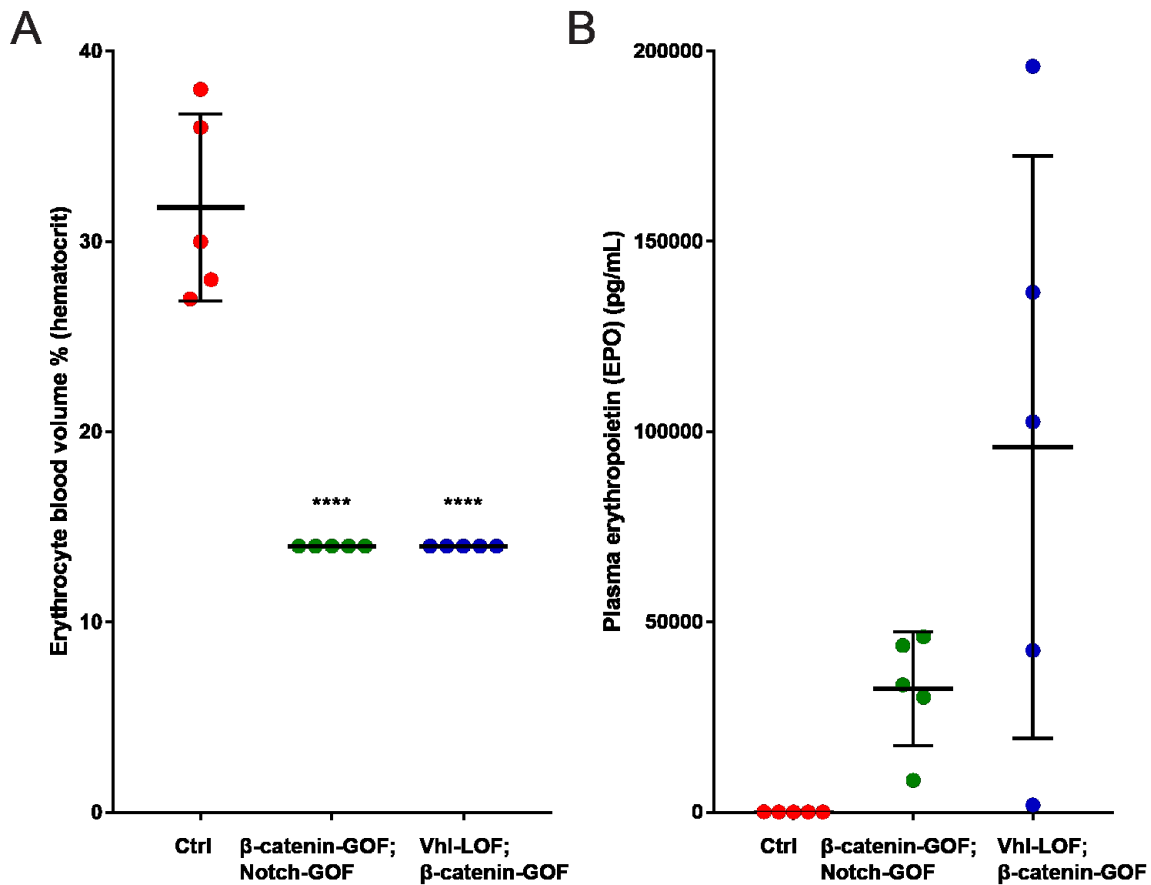 A
Erythrocyte blood volume % (hematocrit)
40
30
20
10
0
****
****
Ctrl
β-catenin-GOF;
Notch-GOF
Vhl-LOF;
β-catenin-GOF
B
Plasma erythropoietin (EPO) (pg/mL)
200000
150000
100000
50000
0
Ctrl
β-catenin-GOF;
Notch-GOF
Vhl-LOF;
β-catenin-GOF